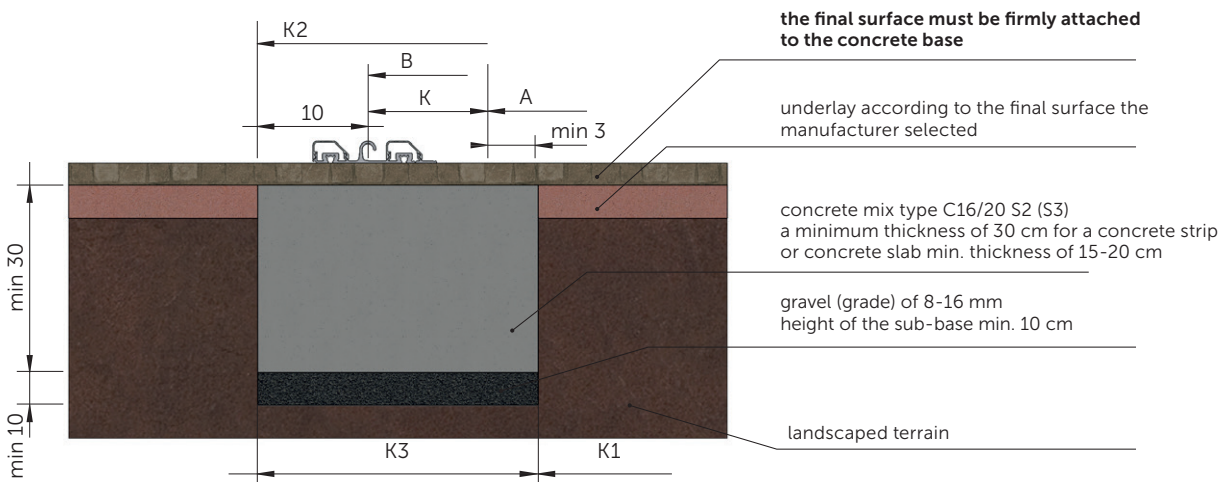 the final surface must be firmly attached
to the concrete base
K2
B
K
A
10
min 3
underlay according to the final surface the
manufacturer selected
concrete mix type C16/20 S2 (S3)
a minimum thickness of 30 cm for a concrete strip
or concrete slab min. thickness of 15-20 cm
min 30
gravel (grade) of 8-16 mm
height of the sub-base min. 10 cm
min 10
landscaped terrain
K3
K1